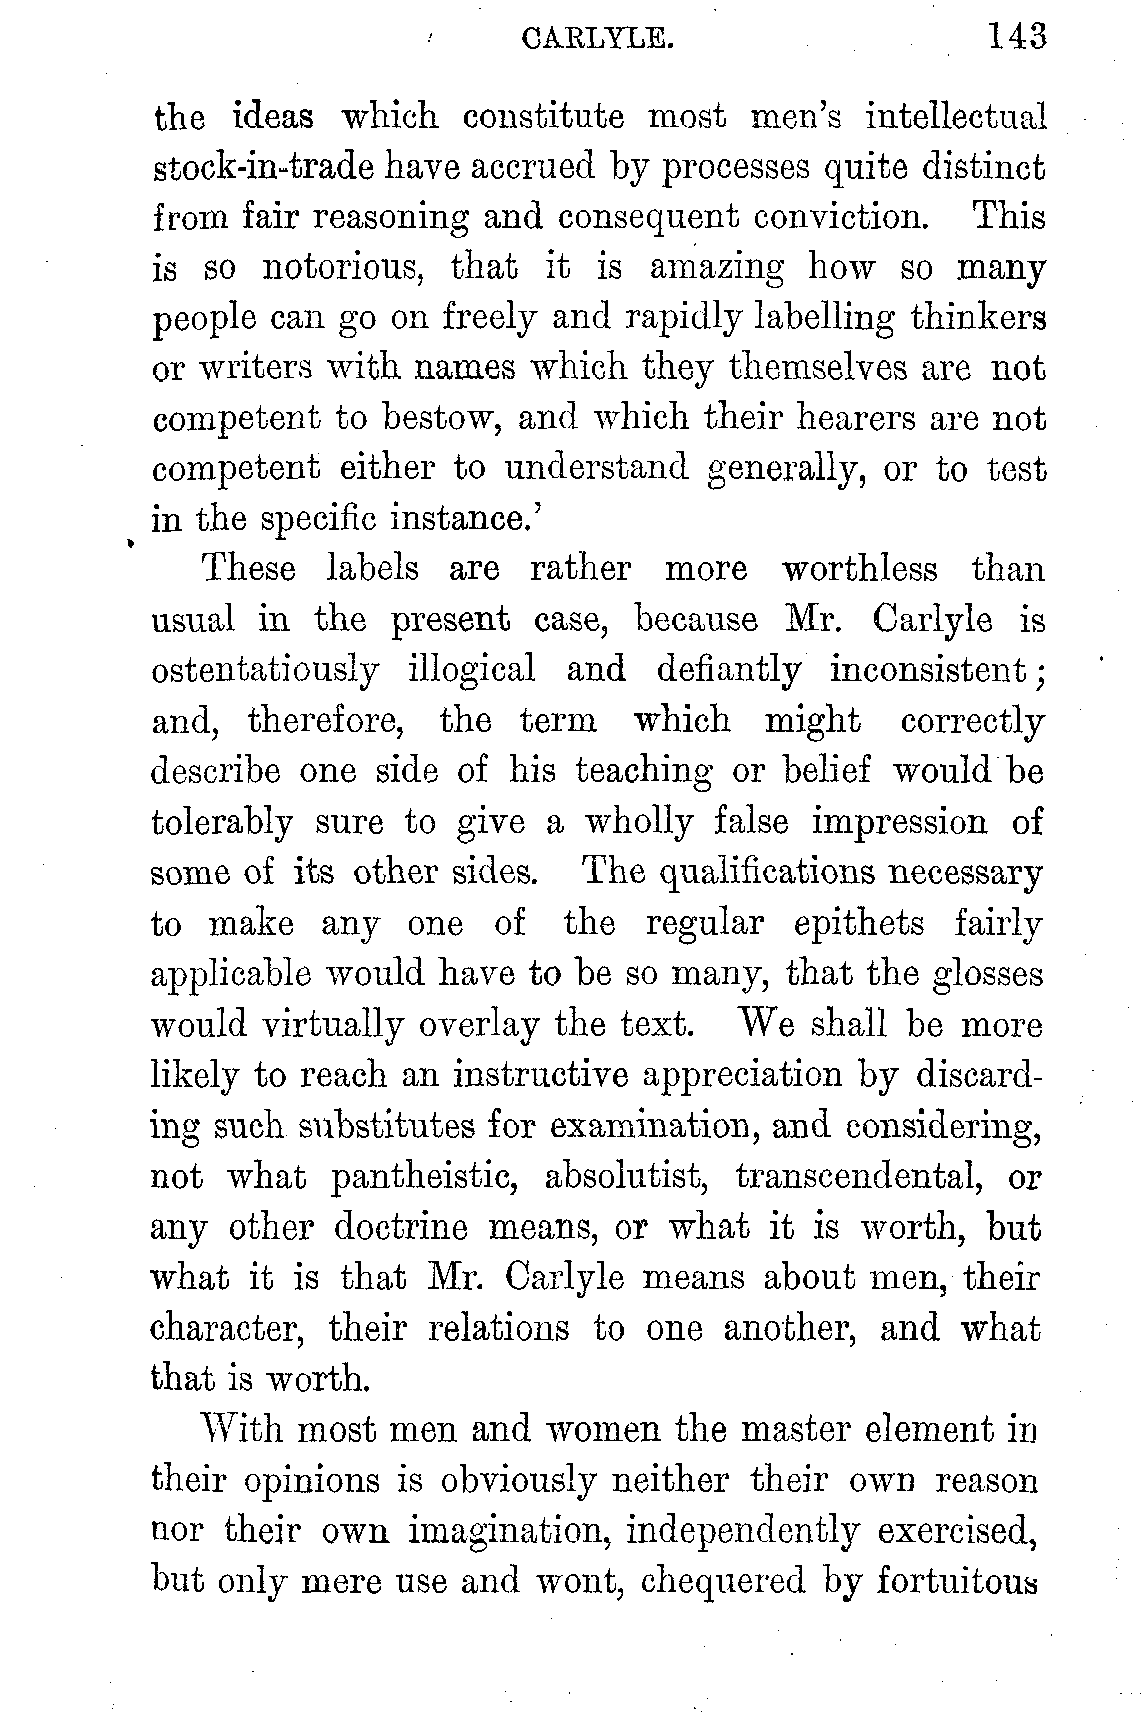 CARLYLE. 143
the ideas which constitute most men's intellectual
stock-in-trade have accrued by processes quite distinct
from fair reasoning and consequent conviction. This
is so notorious, that it is amazing how so many
people can go on freely and rapidly labelling thinkers
or writers with names which they themselves are not
competent to bestow, and which their hearers are not
competent either to understand generally, or to test
in the specific instance.'
These labels are rather more worthless than
usual in the present case, because Mr. Carlyle is
ostentatiously illogical and defiantly inconsistent;
and, therefore, the term which might correctly
describe one side of his teaching or belief would be
tolerably sure to give a wholly false impression of
some of its other sides. The qualifications necessary
to make any one of the regular epithets fairly
applicable would have to be so many, that the glosses
would virtually overlay the text. We shall be more
likely to reach an instructive appreciation by discard-
ing such substitutes for examination, and considering,
not what pantheistic, absolutist, transcendental, or
any other doctrine means, or what it is worth, but
what it is that Mr. Carlyle means about men, their
character, their relations to one another, and what
that is worth.
With most men and women the master element in
their opinions is obviously neither their own reason
nor their own imagination, independently exercised,
but only mere use and wont, chequered by fortuitous